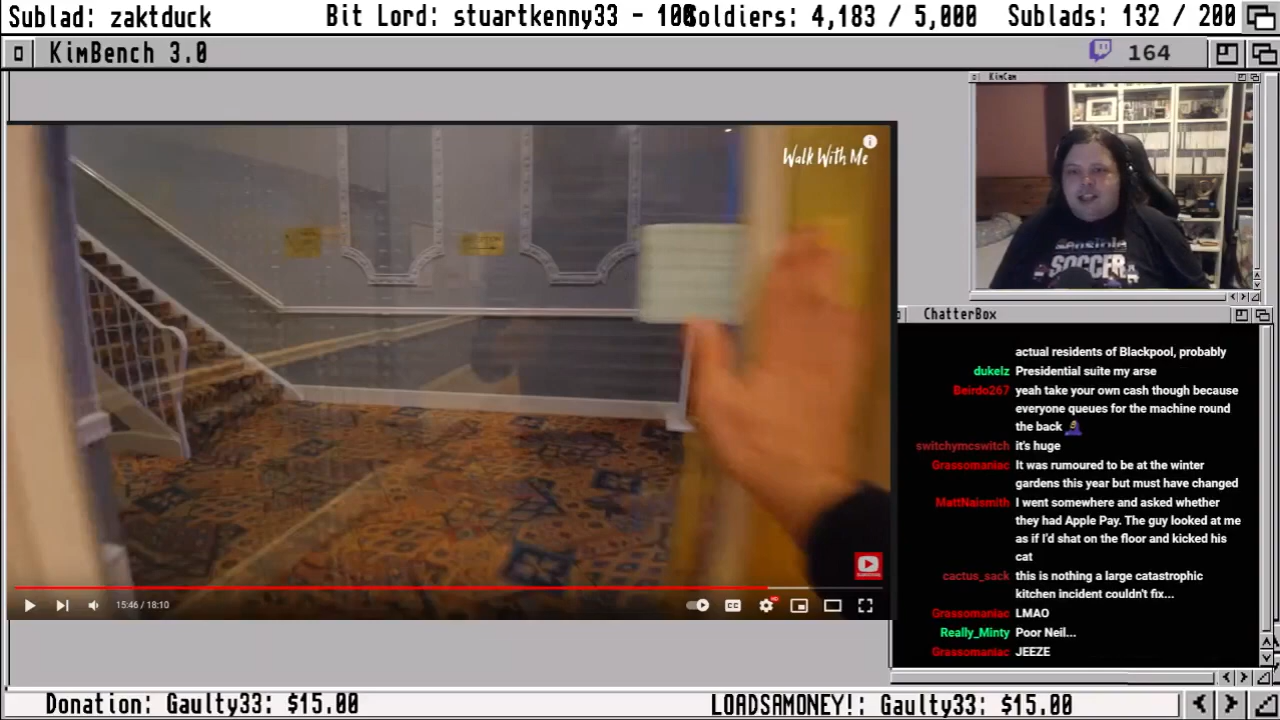 Sublad: zaktduck
Bit Lord: stuartkenny33 - 100
Soldiers: 4,183 / 5,000
Sublads: 132 / 200
KimBench 3.0
164
KimCam
Walk With Me
SOCCER
ChatterBox
actual residents of Blackpool, probably
dukelz Presidential suite my arse
Beirdo267 yeah take your own cash though because
everyone queues for the machine round
the back
switchymcswitch it's huge
Grassomaniac It was rumoured to be at the winter
gardens this year but must have changed
MattNaismith I went somewhere and asked whether
they had Apple Pay. The guy looked at me
as if I'd shat on the floor and kicked his
cat
cactus_sack this is nothing a large catastrophic
kitchen incident couldn't fix...
Grassomaniac LMAO
Really_Minty Poor Neil...
Grassomaniac JEEZE
15:46 / 18:10
CC
HD
Donation: Gaulty33: $15.00
LOADSAMONEY!: Gaulty33: $15.00